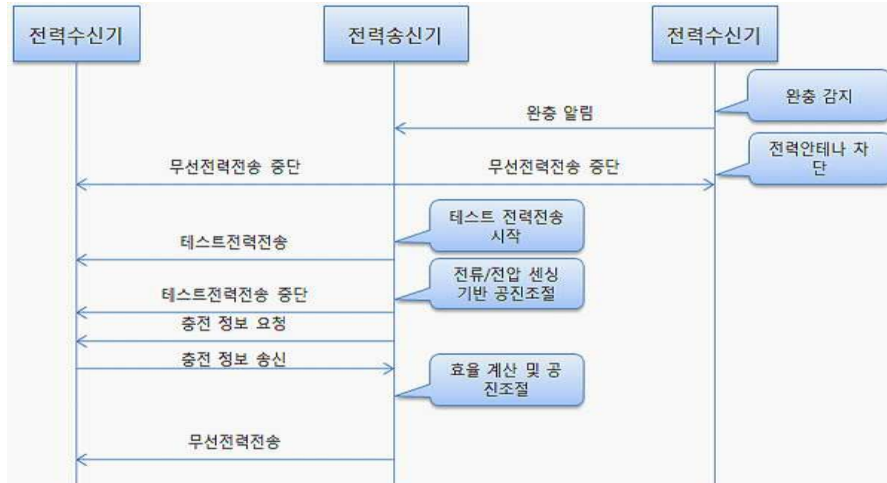 전력수신기
전력송신기
전력수신기
완충 감지
완충 알림
전력안테나 차
단
무선전력전송 중단
무선전력전송 중단
테스트 전력전송
시작
테스트전력전송
전류/전압 센싱
기반 공진조절
테스트전력전송 중단
충전 정보 요청
충전 정보 송신
효율 계산 및 공
진조절
무선전력전송